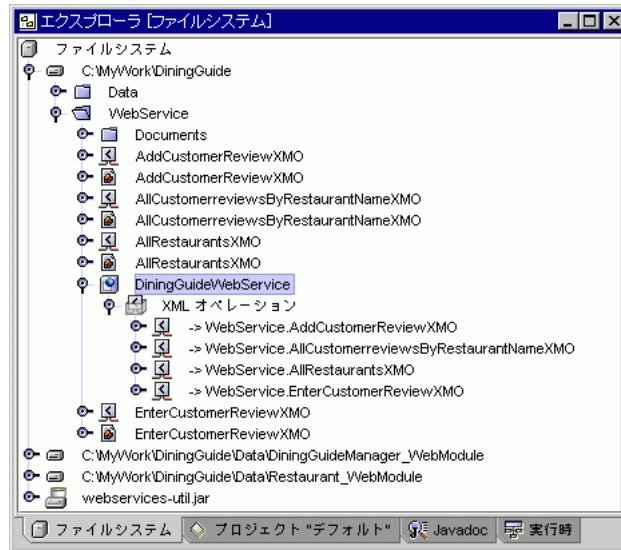 エクスプローラ [ファイルシステム]
ファイルシステム
C:\MyWork\DiningGuide
Data
WebService
Documents
AddCustomerReviewXMO
AddCustomerReviewXMO
AllCustomerreviewsByRestaurantNameXMO
AllCustomerreviewsByRestaurantNameXMO
AllRestaurantsXMO
AllRestaurantsXMO
DiningGuideWebService
XML オペレーション
-> WebService.AddCustomerReviewXMO
-> WebService.AllCustomerreviewsByRestaurantNameXMO
-> WebService.AllRestaurantsXMO
-> WebService.EnterCustomerReviewXMO
EnterCustomerReviewXMO
EnterCustomerReviewXMO
C:\MyWork\DiningGuide\Data\DiningGuideManager_WebModule
C:\MyWork\DiningGuide\Data\Restaurant_WebModule
webservices-util.jar
ファイルシステム プロジェクト "デフォルト" Javadoc 実行時